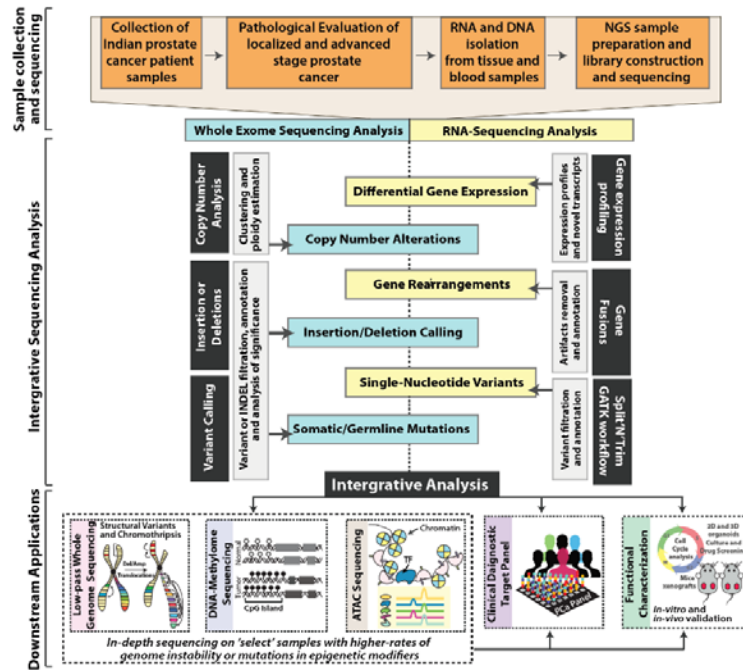 Sample collection
and sequencing
Collection of
Indian prostate
cancer patient
samples
Pathological Evaluation of
localized and advanced
stage prostate
cancer
RNA and DNA
isolation
from tissue and
blood samples
NGS sample
preparation and
library construction
and sequencing
Whole Exome Sequencing Analysis
RNA-Sequencing Analysis
Intergrative Sequencing Analysis
Copy Number
Analysis
Clustering and
ploidy estimation
Differential Gene Expression
Expression profiles
and novel transcripts
Gene expression
profiling
Copy Number Alterations
Insertion or
Deletions
Variant or INDEL filtration, annotation
and analysis of significance
Gene Rearrangements
Artifacts removal
and annotation
Gene
Fusions
Insertion/Deletion Calling
Variant Calling
Single-Nucleotide Variants
Variant filtration
and annotation
Split'N'Trim
GATK workflow
Somatic/Germline Mutations
Intergrative Analysis
Downstream Applications
Low-pass Whole
Genome Sequencing
Structural Variants
and Chromothripsis
Del/Amp
Translocations
DNA-Methylome
Sequencing
CpG Island
ATAC Sequencing
Chromatin
TF
Clinical Daignostic
Target Panel
PCa Panel
Functional
Characterization
Cell
Cycle
analysis
2D and 3D
organoids
Culture and
Drug Screening
Mice
xenografts
in-vitro and
in-vivo validation
In-depth sequencing on 'select' samples with higher-rates of
genome instability or mutations in epigenetic modifiers